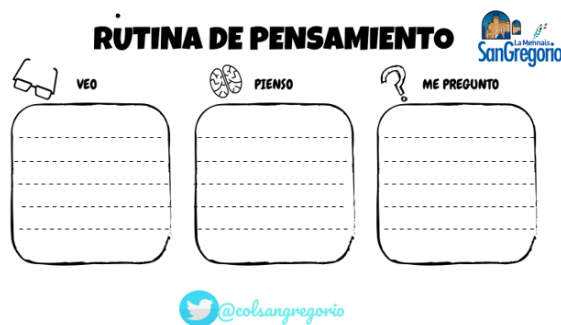 RUTINA DE PENSAMIENTO
La Mennais
SanGregorio
VEO
PIENSO
ME PREGUNTO
@colsangregorio